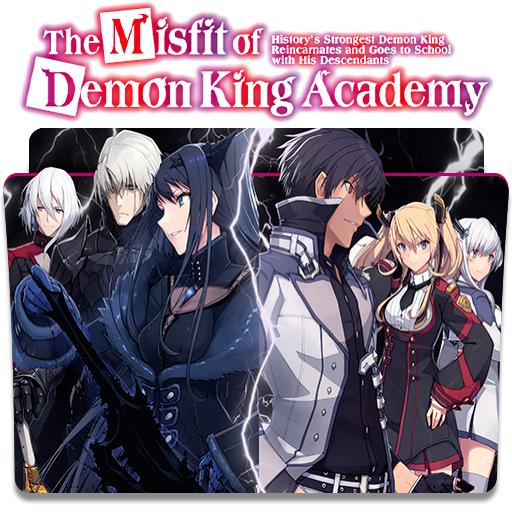 The Misfit of
History's Strongest Demon King
Reincarnates and Goes to School
with His Descendants
Demon King Academy